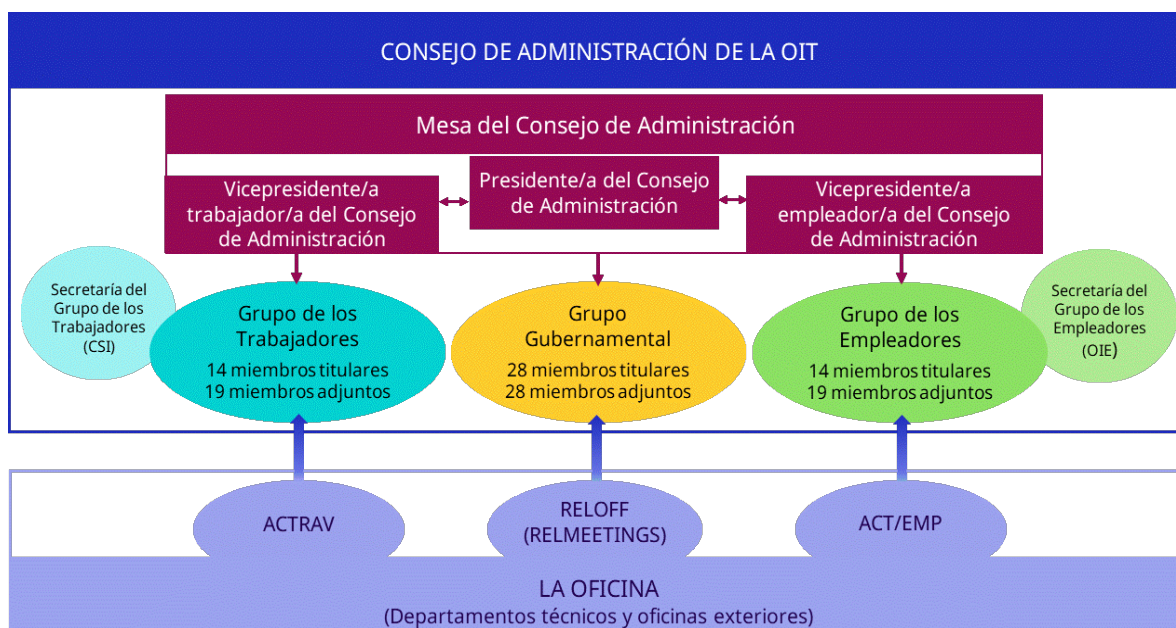 CONSEJO DE ADMINISTRACIÓN DE LA OIT
Mesa del Consejo de Administración
Vicepresidente/a
trabajador/a del Consejo
de Administración
Presidente/a del Consejo
de Administración
Vicepresidente/a
empleador/a del Consejo
de Administración
Secretaría del
Grupo de los
Trabajadores
(CSI)
Grupo de los
Trabajadores
14 miembros titulares
19 miembros adjuntos
Grupo
Gubernamental
28 miembros titulares
28 miembros adjuntos
Grupo de los
Empleadores
14 miembros titulares
19 miembros adjuntos
Secretaría del
Grupo de los
Empleadores
(OIE)
ACTRAV
RELOFF
(RELMEETINGS)
ACT/EMP
LA OFICINA
(Departamentos técnicos y oficinas exteriores)